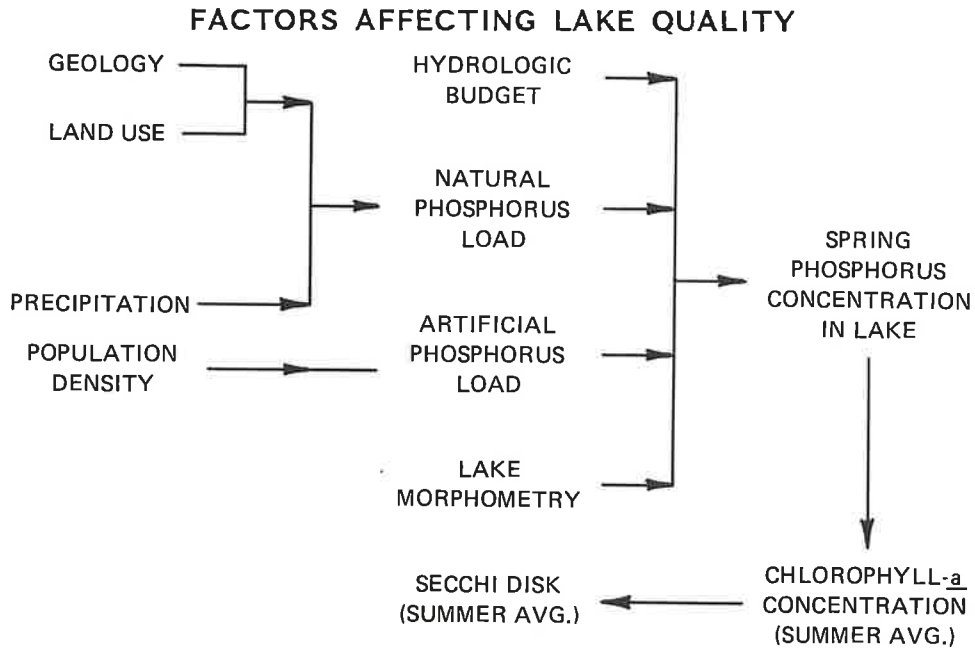 FACTORS AFFECTING LAKE QUALITY
GEOLOGY
LAND USE
PRECIPITATION
POPULATION
DENSITY
HYDROLOGIC
BUDGET
NATURAL
PHOSPHORUS
LOAD
ARTIFICIAL
PHOSPHORUS
LOAD
LAKE
MORPHOMETRY
SPRING
PHOSPHORUS
CONCENTRATION
IN LAKE
CHLOROPHYLL-a
CONCENTRATION
(SUMMER AVG.)
SECCHI DISK
(SUMMER AVG.)